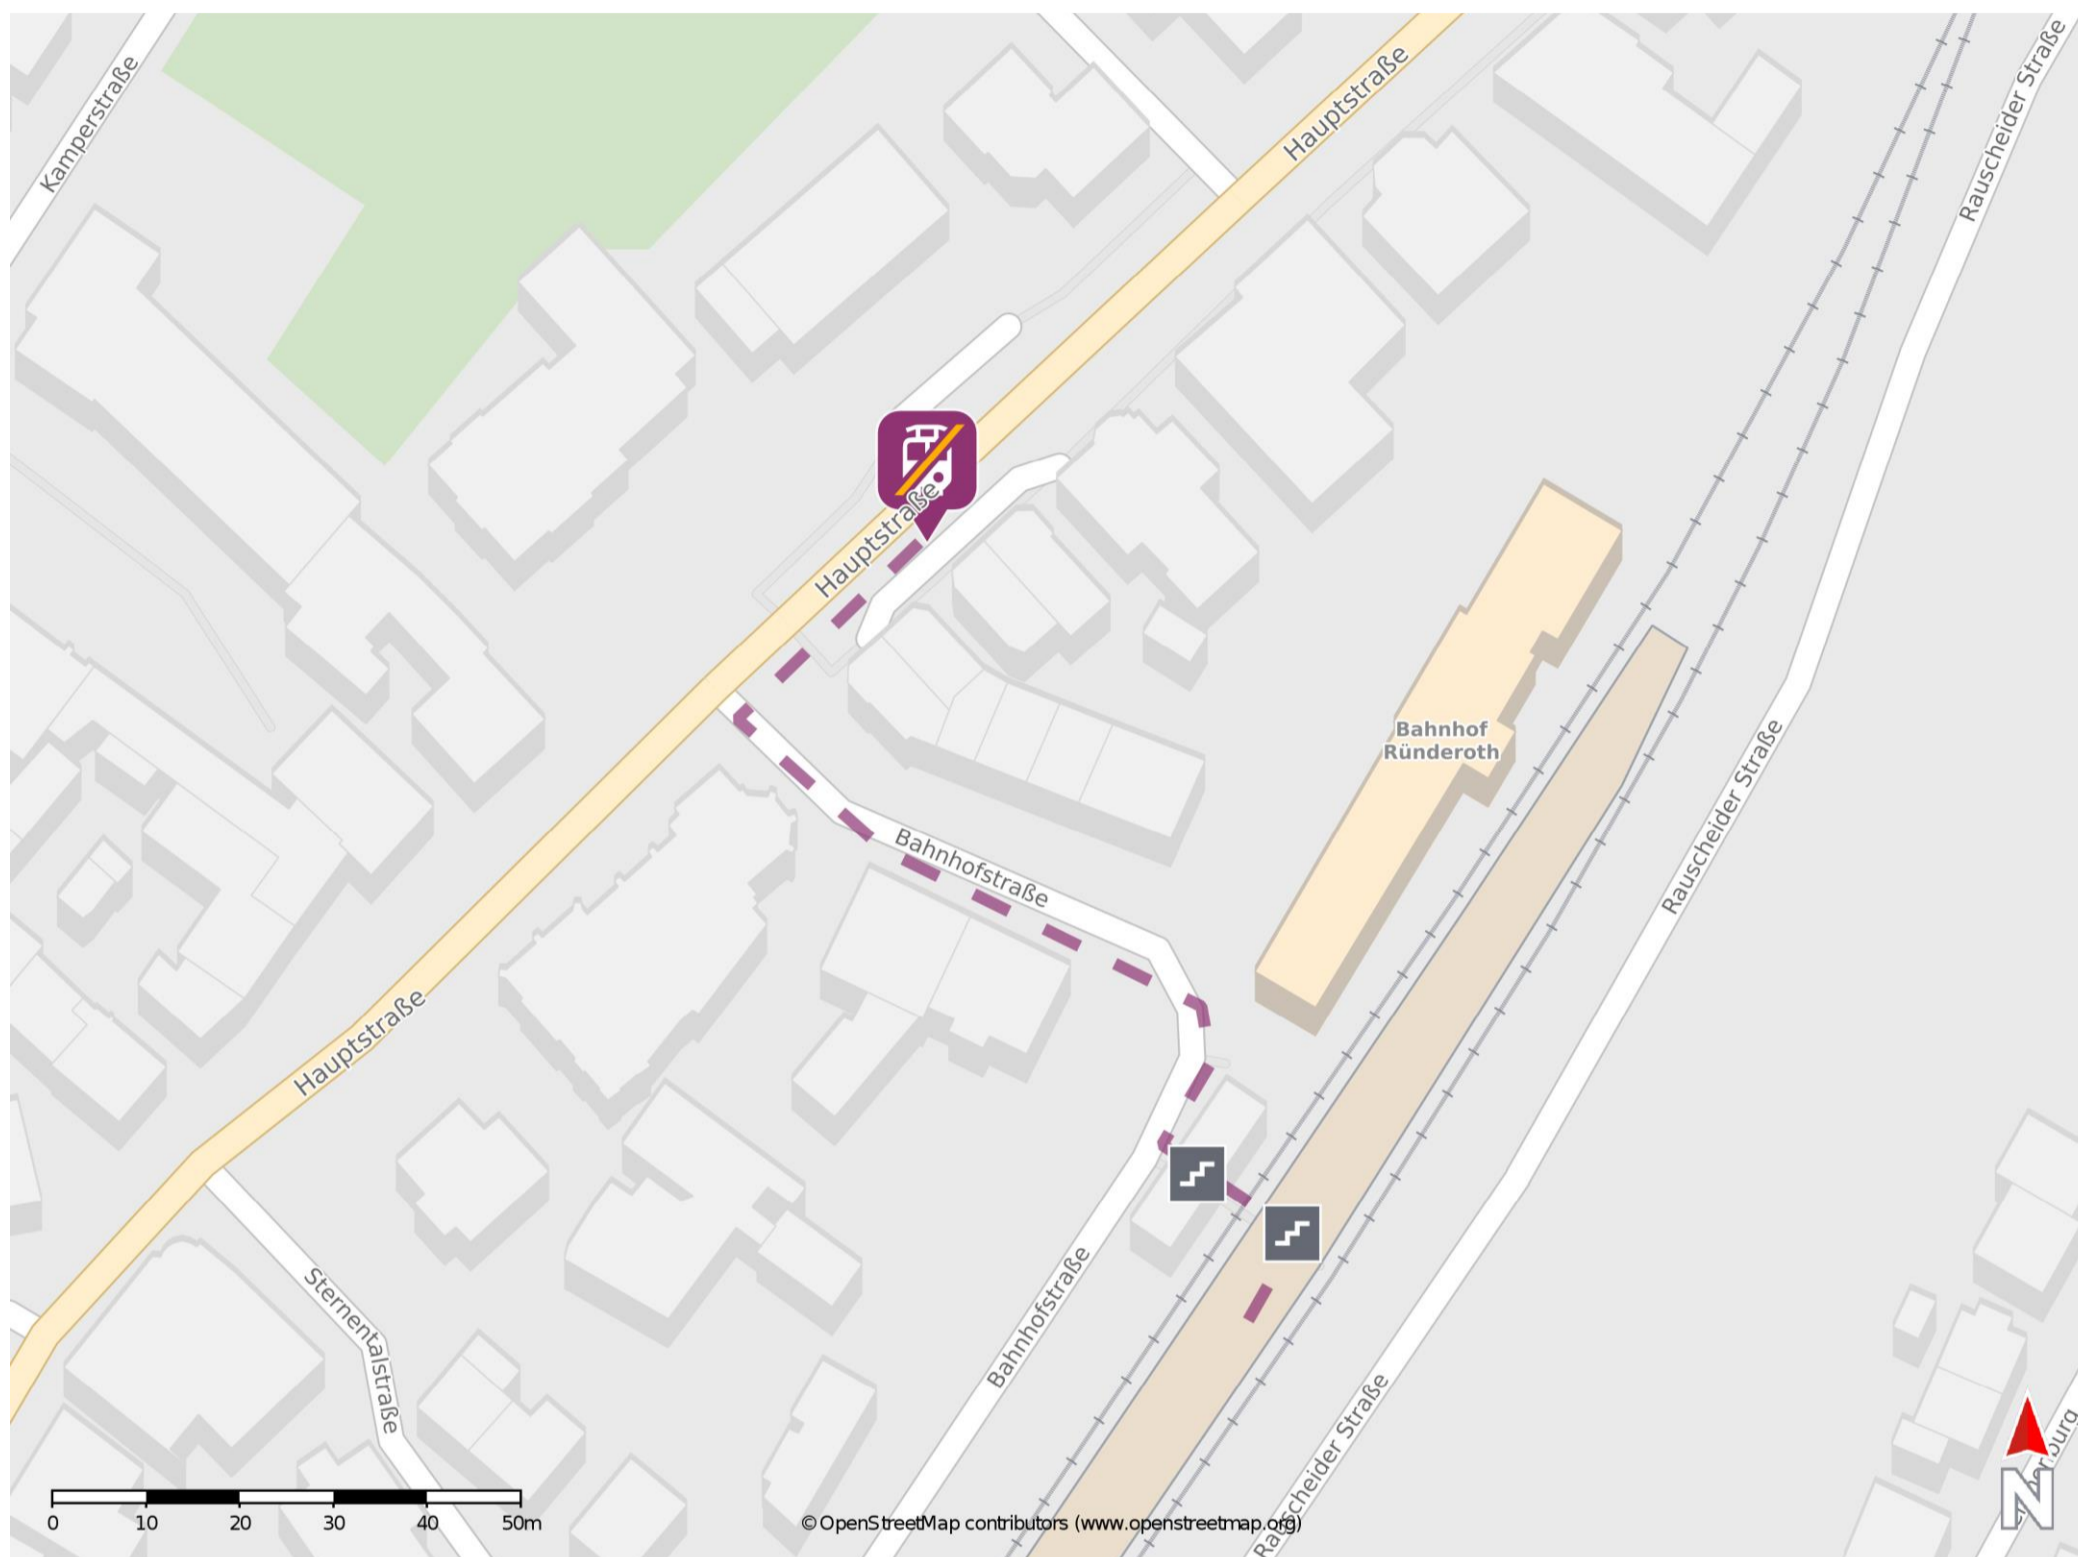 Kamperstraße
Hauptstraße
Rauscheider Straße
Hauptstraße
Bahnhof
Ründeroth
Rauscheider Straße
Bahnhofstraße
Hauptstraße
Sternentalstraße
Bahnhofstraße
Rauscheider Straße
0 10 20 30 40 50m
© OpenStreetMap contributors (www.openstreetmap.org)
N